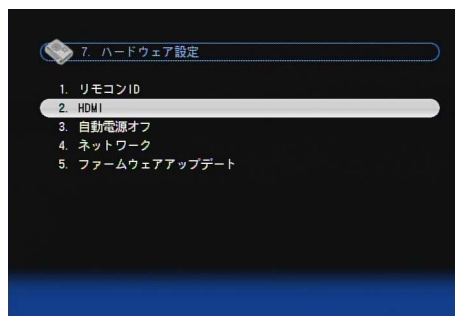 7. ハードウェア設定
1. リモコンID
2. HDMI
3. 自動電源オフ
4. ネットワーク
5. ファームウェアアップデート